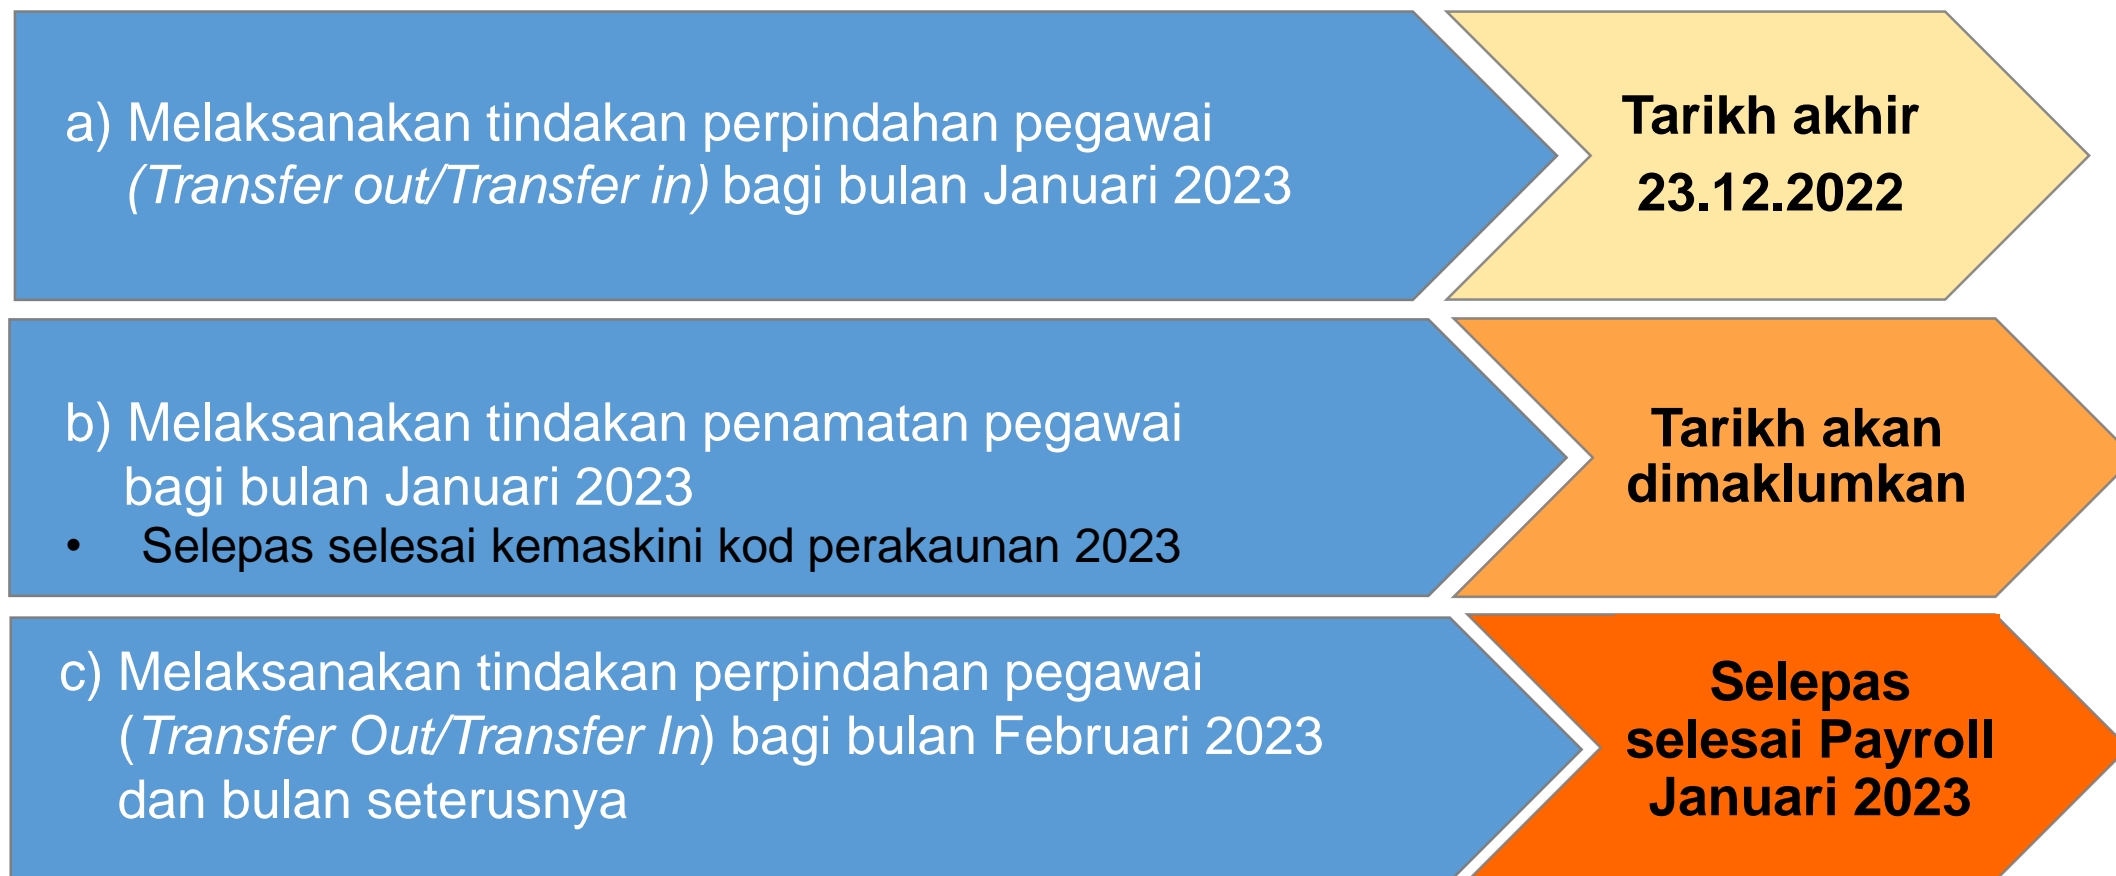 a) Melaksanakan tindakan perpindahan pegawai
(Transfer out/Transfer in) bagi bulan Januari 2023
Tarikh akhir
23.12.2022
b) Melaksanakan tindakan penamatan pegawai
bagi bulan Januari 2023
• Selepas selesai kemaskini kod perakaunan 2023
Tarikh akan
dimaklumkan
c) Melaksanakan tindakan perpindahan pegawai
(Transfer Out/Transfer In) bagi bulan Februari 2023
dan bulan seterusnya
Selepas
selesai Payroll
Januari 2023